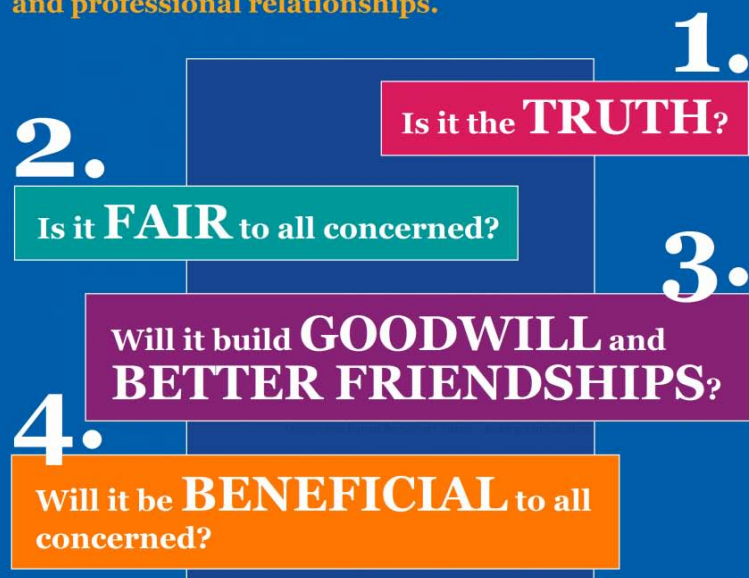 and professional relationships.
1.
Is it the TRUTH?
2.
Is it FAIR to all concerned?
3.
Will it build GOODWILL and
BETTER FRIENDSHIPS?
4.
Will it be BENEFICIAL to all
concerned?